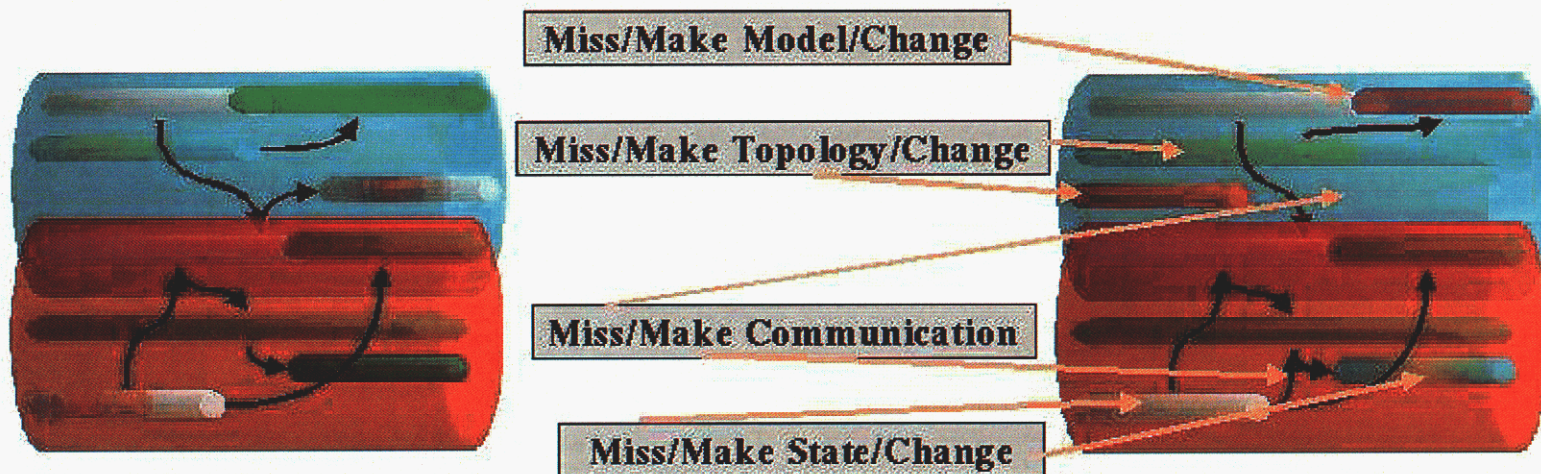 Miss/Make Model/Change
Miss/Make Topology/Change
Miss/Make Communication
Miss/Make State/Change